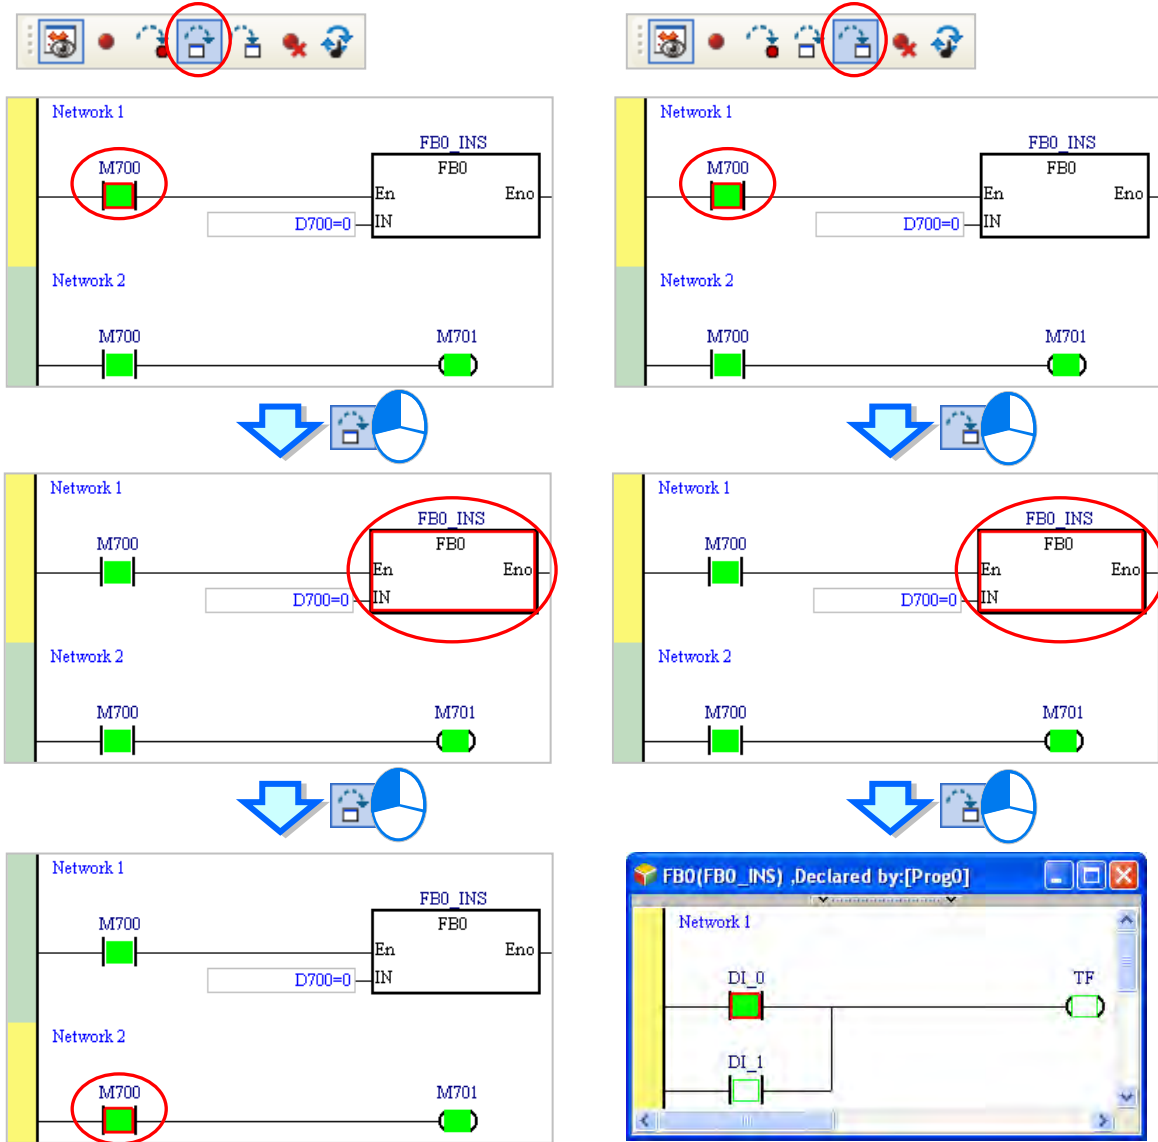 Network 1
FB0_INS
M700
FB0
En
Eno
D700=0
IN
Network 2
M700
M701
Network 1
FB0_INS
M700
FB0
En
Eno
D700=0
IN
Network 2
M700
M701
Network 1
FB0_INS
M700
FB0
En
Eno
D700=0
IN
Network 2
M700
M701
Network 1
FB0_INS
M700
FB0
En
Eno
D700=0
IN
Network 2
M700
M701
Network 1
FB0_INS
M700
FB0
En
Eno
D700=0
IN
Network 2
M700
M701
FB0(FB0_INS) ,Declared by:[Prog0]
Network 1
DI_0
TF
DI_1